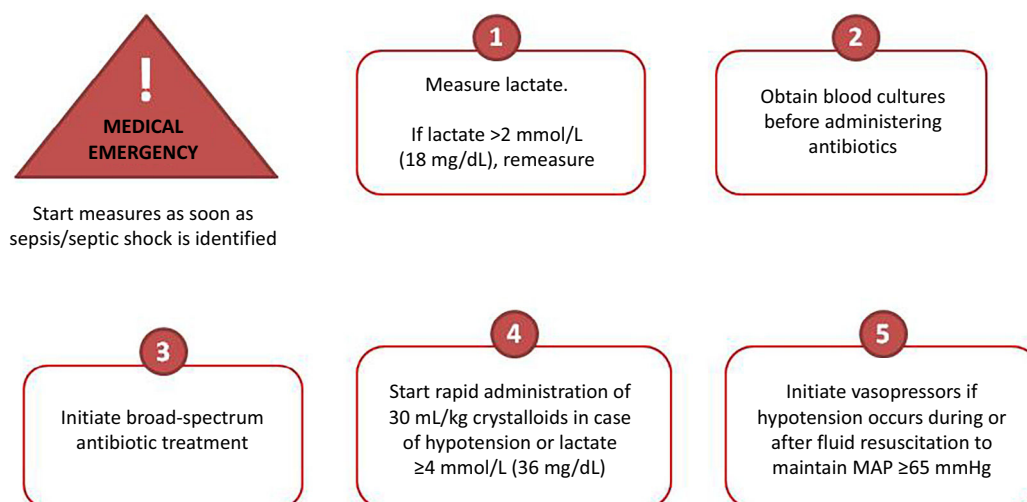 !
MEDICAL
EMERGENCY
Start measures as soon as
sepsis/septic shock is identified
1
Measure lactate.
If lactate >2 mmol/L
(18 mg/dL), remeasure
2
Obtain blood cultures
before administering
antibiotics
3
Initiate broad-spectrum
antibiotic treatment
4
Start rapid administration of
30 mL/kg crystalloids in case
of hypotension or lactate
≥4 mmol/L (36 mg/dL)
5
Initiate vasopressors if
hypotension occurs during or
after fluid resuscitation to
maintain MAP ≥65 mmHg